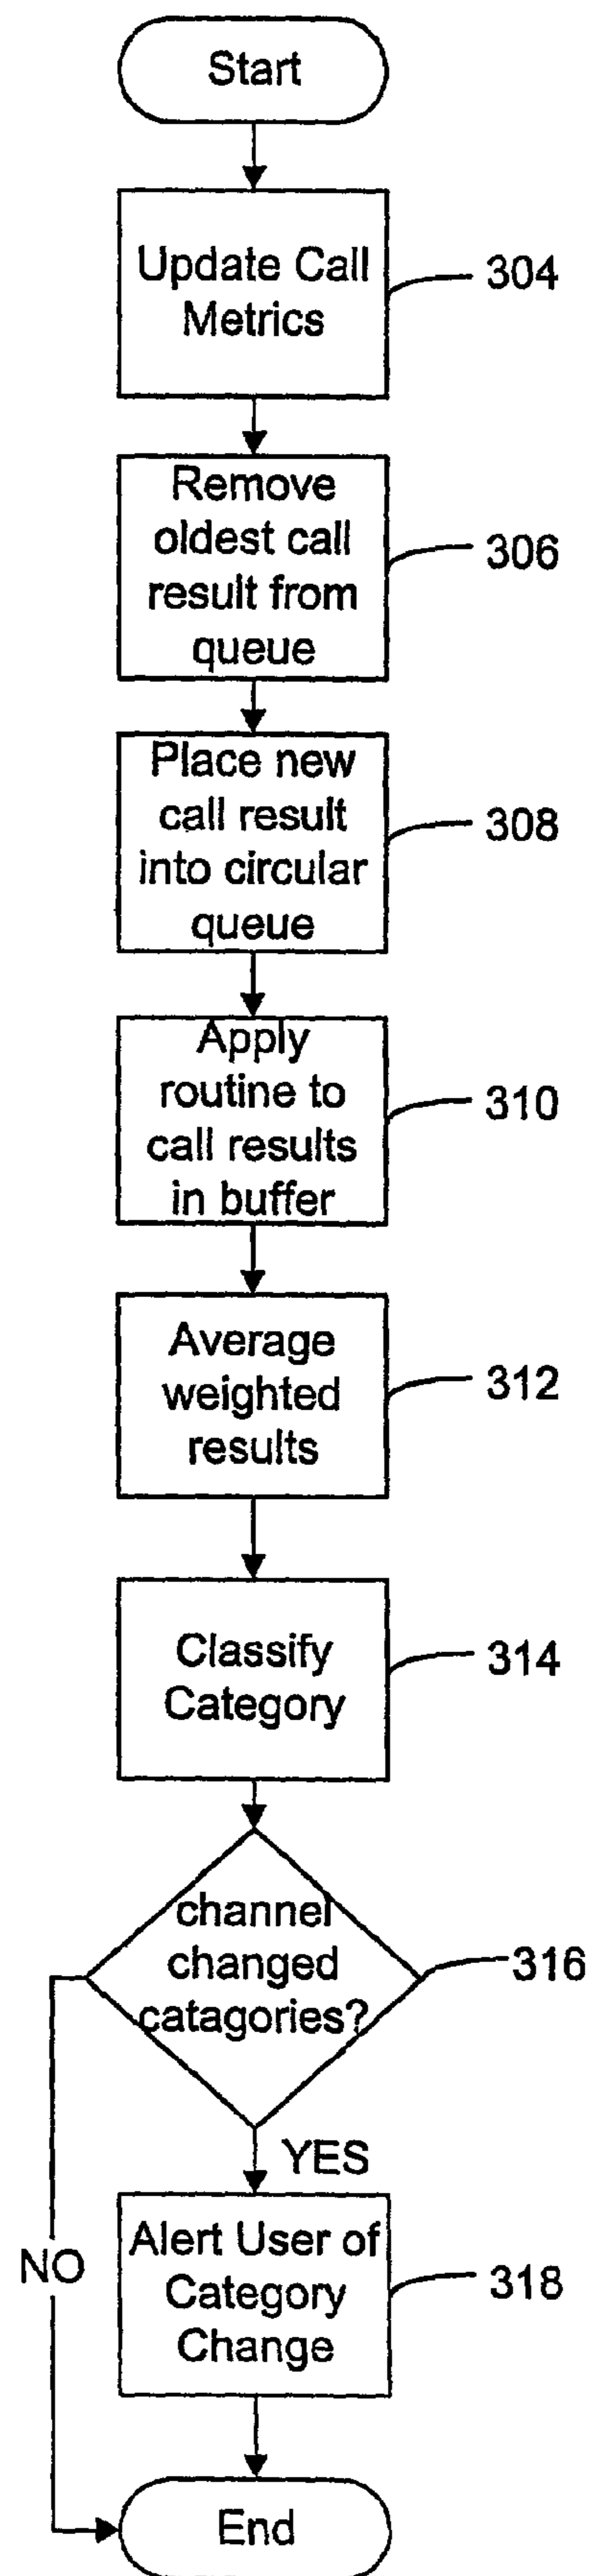 Start
Update Call
Metrics
304
Remove
oldest call
result from
queue
306
Place new
call result
into circular
queue
308
Apply
routine to
call results
in buffer
310
Average
weighted
results
312
Classify
Category
314
channel
changed
catagories?
316
YES
NO
Alert User of
Category
Change
318
End